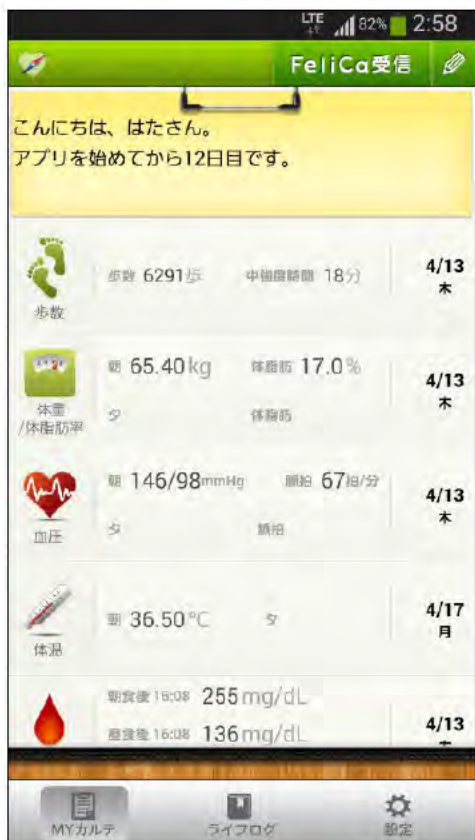 LTE 82% 2:58
FeliCa受信
こんにちは、はたさん。
アプリを始めてから12日目です。
歩数 6291歩 中強度時間 18分 4/13
木
歩数
朝 65.40kg 体脂肪 17.0% 4/13
木
夕 体脂肪
体重
/体脂肪率
朝 146/98mmHg 脈拍 67拍/分 4/13
木
夕 脈拍
血圧
朝 36.50℃ 夕 4/17
月
体温
朝食後 16:08 255mg/dL
昼食後 16:08 136mg/dL 4/13
MYカルテ ライフログ 設定